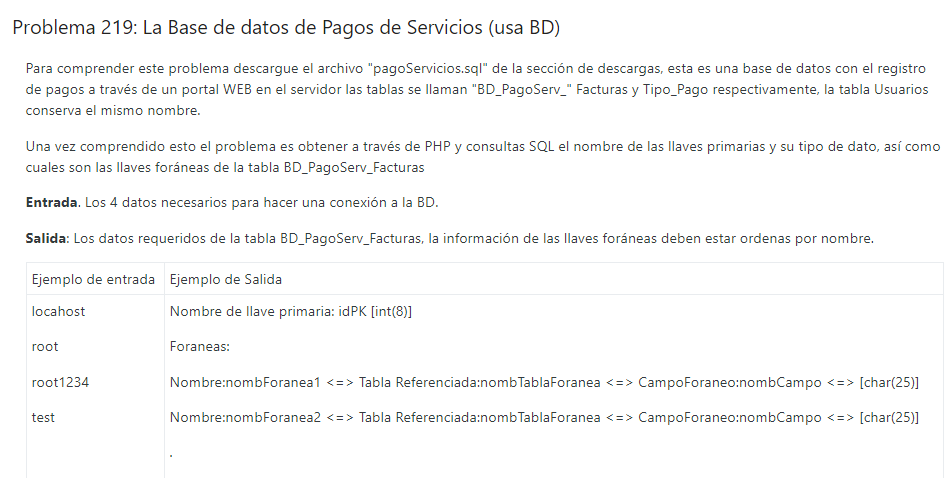 Problema 219: La Base de datos de Pagos de Servicios (usa BD)
Para comprender este problema descargue el archivo "pagoServicios.sql" de la sección de descargas, esta es una base de datos con el registro
de pagos a través de un portal WEB en el servidor las tablas se llaman "BD_PagoServ_" Facturas y Tipo_Pago respectivamente, la tabla Usuarios
conserva el mismo nombre.
Una vez comprendido esto el problema es obtener a través de PHP y consultas SQL el nombre de las llaves primarias y su tipo de dato, así como
cuales son las llaves foráneas de la tabla BD_PagoServ_Facturas
Entrada. Los 4 datos necesarios para hacer una conexión a la BD.
Salida: Los datos requeridos de la tabla BD_PagoServ_Facturas, la información de las llaves foráneas deben estar ordenas por nombre.
Ejemplo de entrada Ejemplo de Salida
locahost Nombre de llave primaria: idPK [int(8)]
root Foraneas:
root1234 Nombre:nombForanea1 <=> Tabla Referenciada:nombTablaForanea <=> CampoForaneo:nombCampo <=> [char(25)]
test Nombre:nombForanea2 <=> Tabla Referenciada:nombTablaForanea <=> CampoForaneo:nombCampo <=> [char(25)]
.